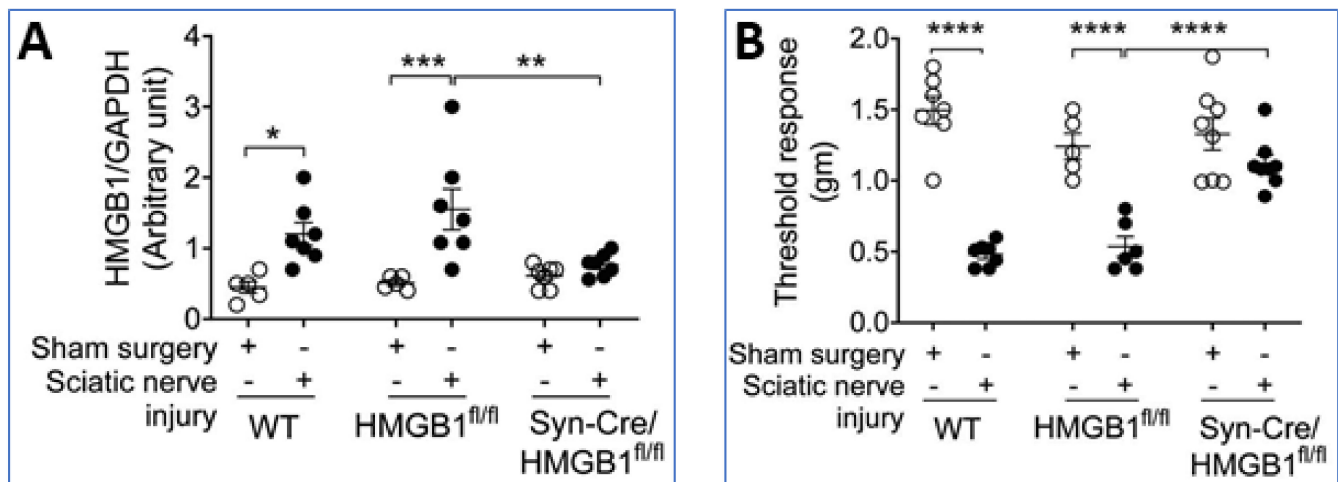 A
HMGB1/GAPDH
(Arbitrary unit)
4
3
2
1
0
*
***
**
Sham surgery + - + - + -
Sciatic nerve - + - + - +
injury
WT HMGB1fl/fl Syn-Cre/
HMGB1fl/fl
B
Threshold response
(gm)
2.0
1.5
1.0
0.5
0.0
**** **** ****
Sham surgery + - + - + -
Sciatic nerve - + - + - +
injury
WT HMGB1fl/fl Syn-Cre/
HMGB1fl/fl